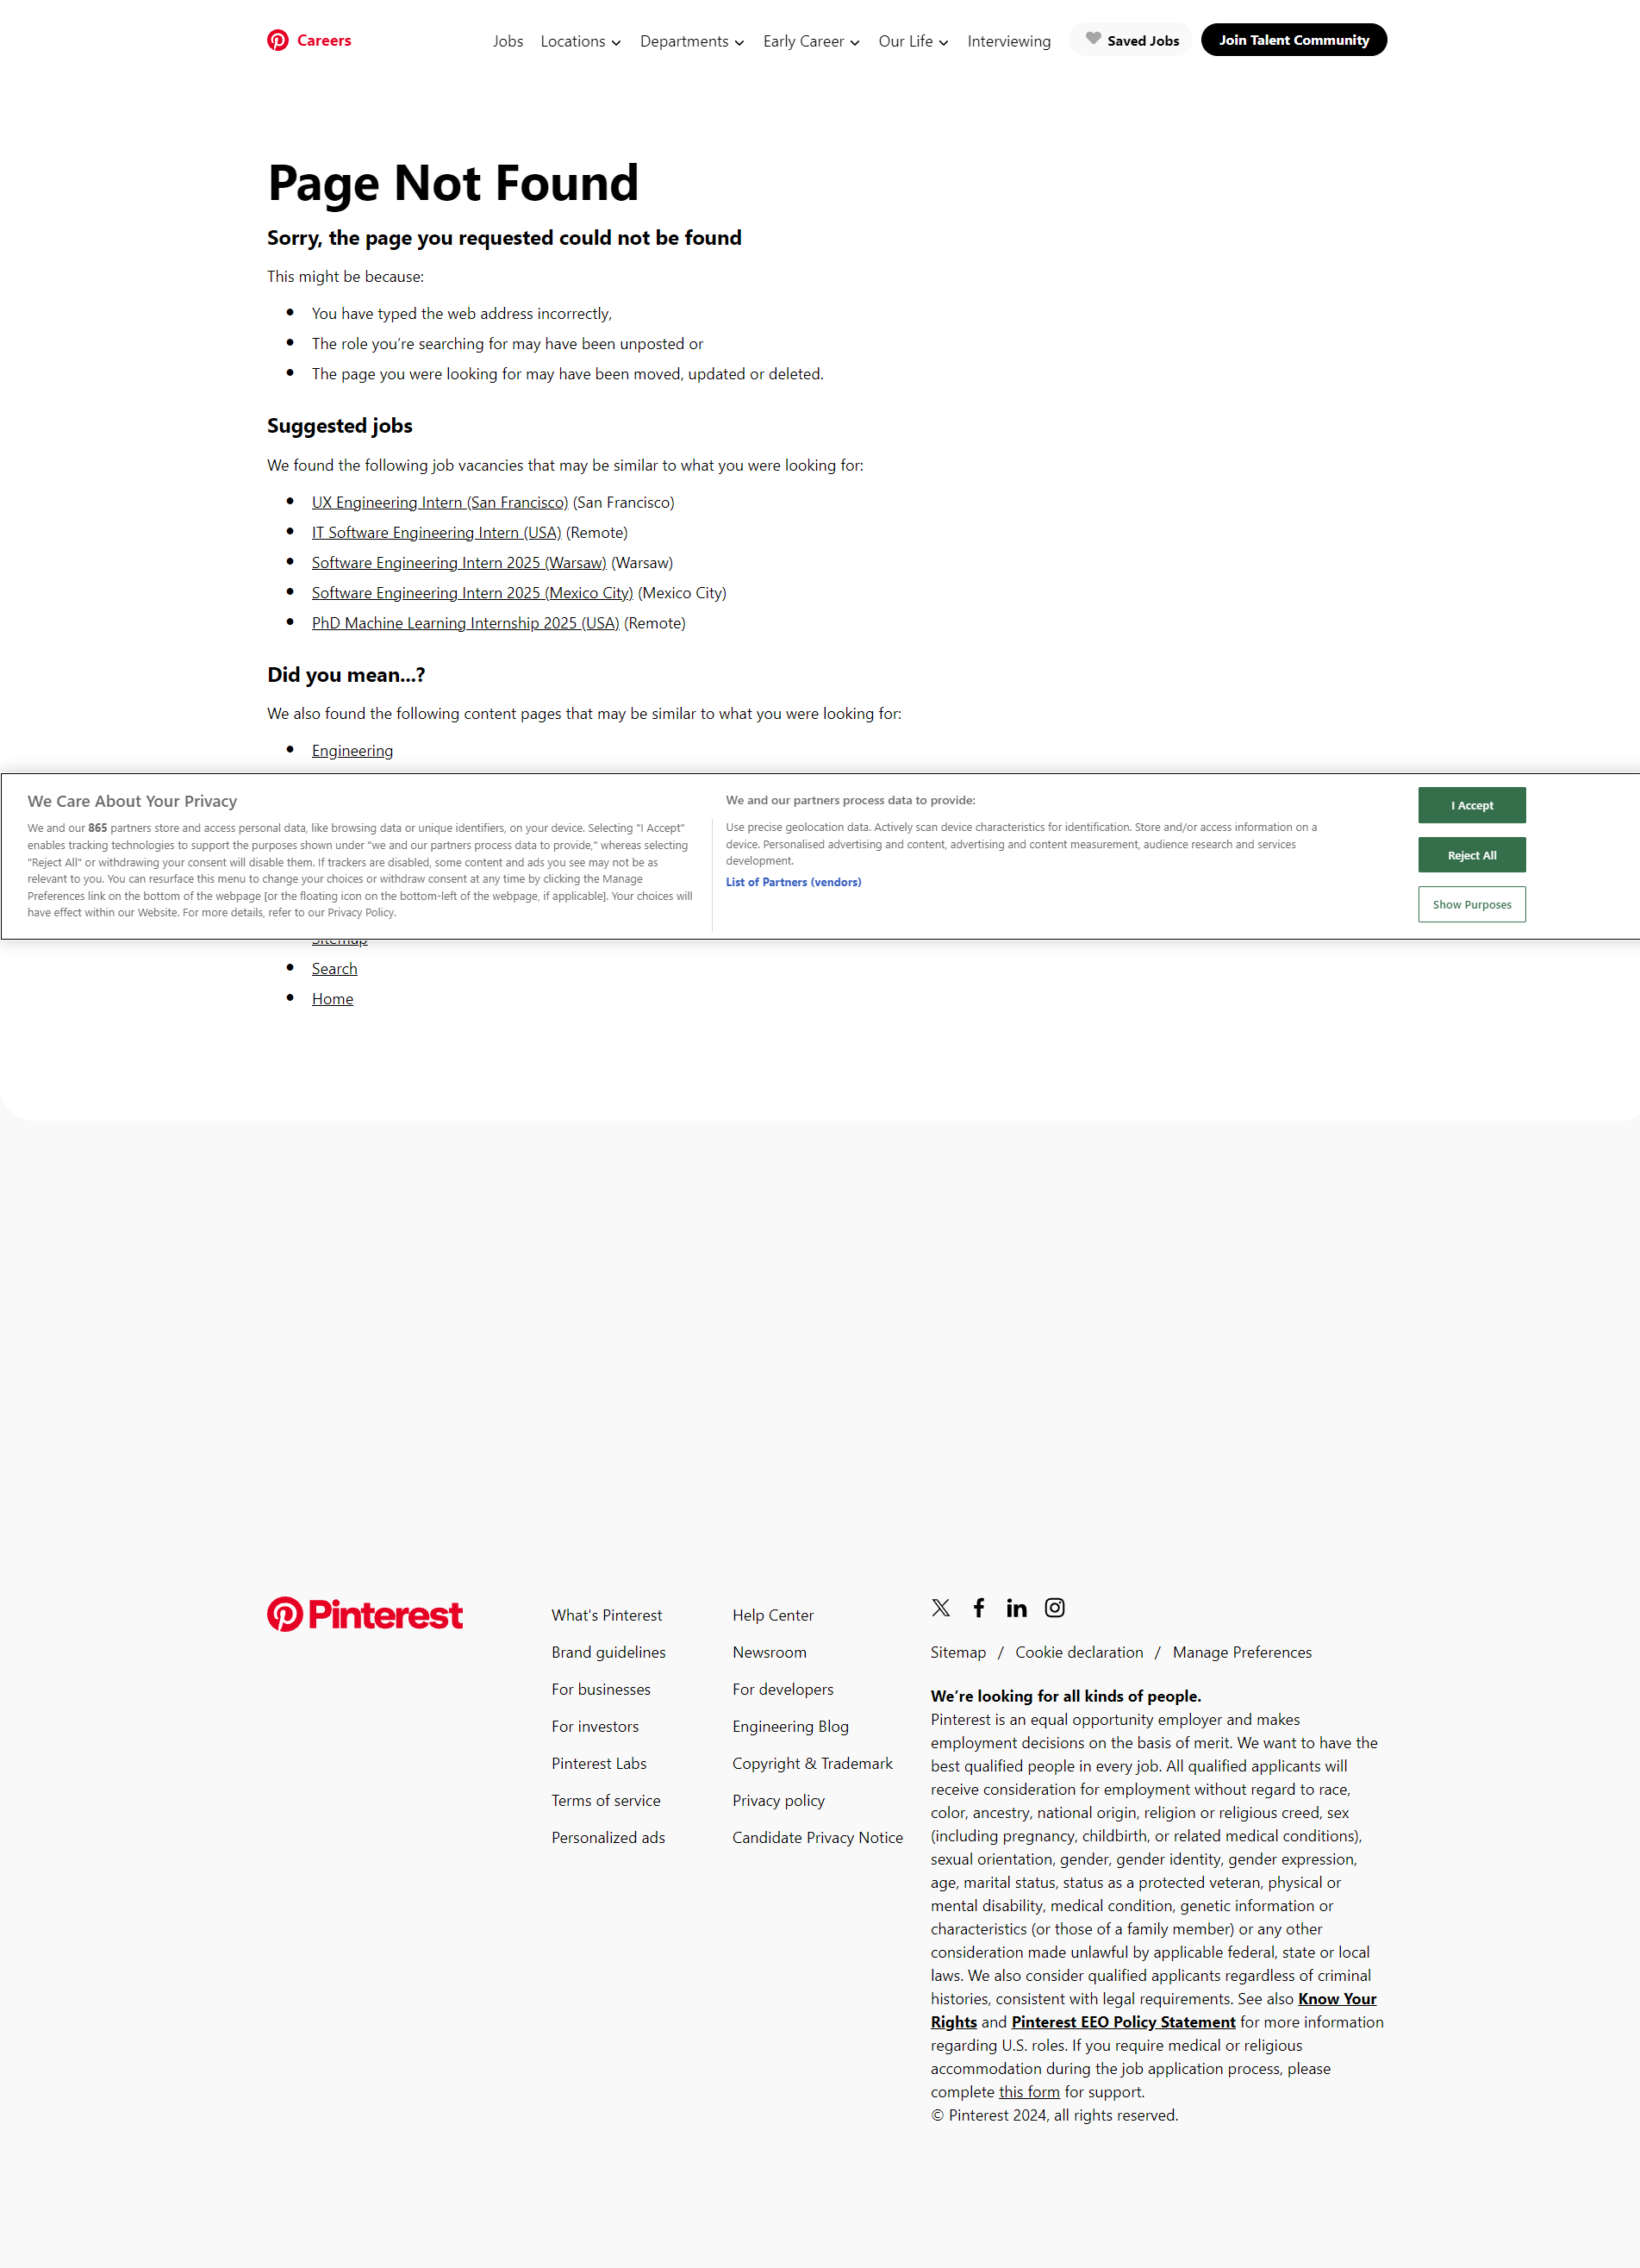 Careers
Jobs
Locations
Departments
Early Career
Our Life
Interviewing
Saved Jobs
Join Talent Community
Page Not Found
Sorry, the page you requested could not be found
This might be because:
You have typed the web address incorrectly,
The role you’re searching for may have been unposted or
The page you were looking for may have been moved, updated or deleted.
Suggested jobs
We found the following job vacancies that may be similar to what you were looking for:
UX Engineering Intern (San Francisco) (San Francisco)
IT Software Engineering Intern (USA) (Remote)
Software Engineering Intern 2025 (Warsaw) (Warsaw)
Software Engineering Intern 2025 (Mexico City) (Mexico City)
PhD Machine Learning Internship 2025 (USA) (Remote)
Did you mean...?
We also found the following content pages that may be similar to what you were looking for:
Engineering
We Care About Your Privacy
We and our 865 partners store and access personal data, like browsing data or unique identifiers, on your device. Selecting "I Accept"
enables tracking technologies to support the purposes shown under "we and our partners process data to provide," whereas selecting
"Reject All" or withdrawing your consent will disable them. If trackers are disabled, some content and ads you see may not be as
relevant to you. You can resurface this menu to change your choices or withdraw consent at any time by clicking the Manage
Preferences link on the bottom of the webpage [or the floating icon on the bottom-left of the webpage, if applicable]. Your choices will
have effect within our Website. For more details, refer to our Privacy Policy.
We and our partners process data to provide:
Use precise geolocation data. Actively scan device characteristics for identification. Store and/or access information on a
device. Personalised advertising and content, advertising and content measurement, audience research and services
development.
List of Partners (vendors)
I Accept
Reject All
Show Purposes
Sitemap
Search
Home
Pinterest
What's Pinterest
Brand guidelines
For businesses
For investors
Pinterest Labs
Terms of service
Personalized ads
Help Center
Newsroom
For developers
Engineering Blog
Copyright & Trademark
Privacy policy
Candidate Privacy Notice
Sitemap / Cookie declaration / Manage Preferences
We’re looking for all kinds of people.
Pinterest is an equal opportunity employer and makes
employment decisions on the basis of merit. We want to have the
best qualified people in every job. All qualified applicants will
receive consideration for employment without regard to race,
color, ancestry, national origin, religion or religious creed, sex
(including pregnancy, childbirth, or related medical conditions),
sexual orientation, gender, gender identity, gender expression,
age, marital status, status as a protected veteran, physical or
mental disability, medical condition, genetic information or
characteristics (or those of a family member) or any other
consideration made unlawful by applicable federal, state or local
laws. We also consider qualified applicants regardless of criminal
histories, consistent with legal requirements. See also Know Your
Rights and Pinterest EEO Policy Statement for more information
regarding U.S. roles. If you require medical or religious
accommodation during the job application process, please
complete this form for support.
© Pinterest 2024, all rights reserved.